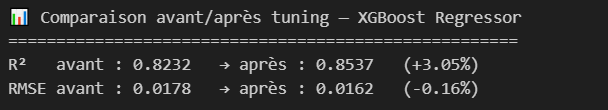 📊 Comparaison avant/après tuning — XGBoost Regressor
=====================================================
R²   avant : 0.8232   → après : 0.8537   (+3.05%)
RMSE avant : 0.0178   → après : 0.0162   (-0.16%)